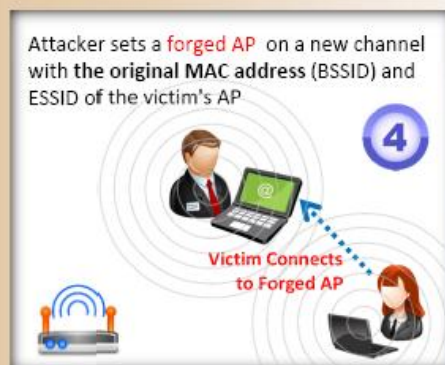 Attacker sets a forged AP on a new channel
with the original MAC address (BSSID) and
ESSID of the victim's AP
4
@
Victim Connects
to Forged AP